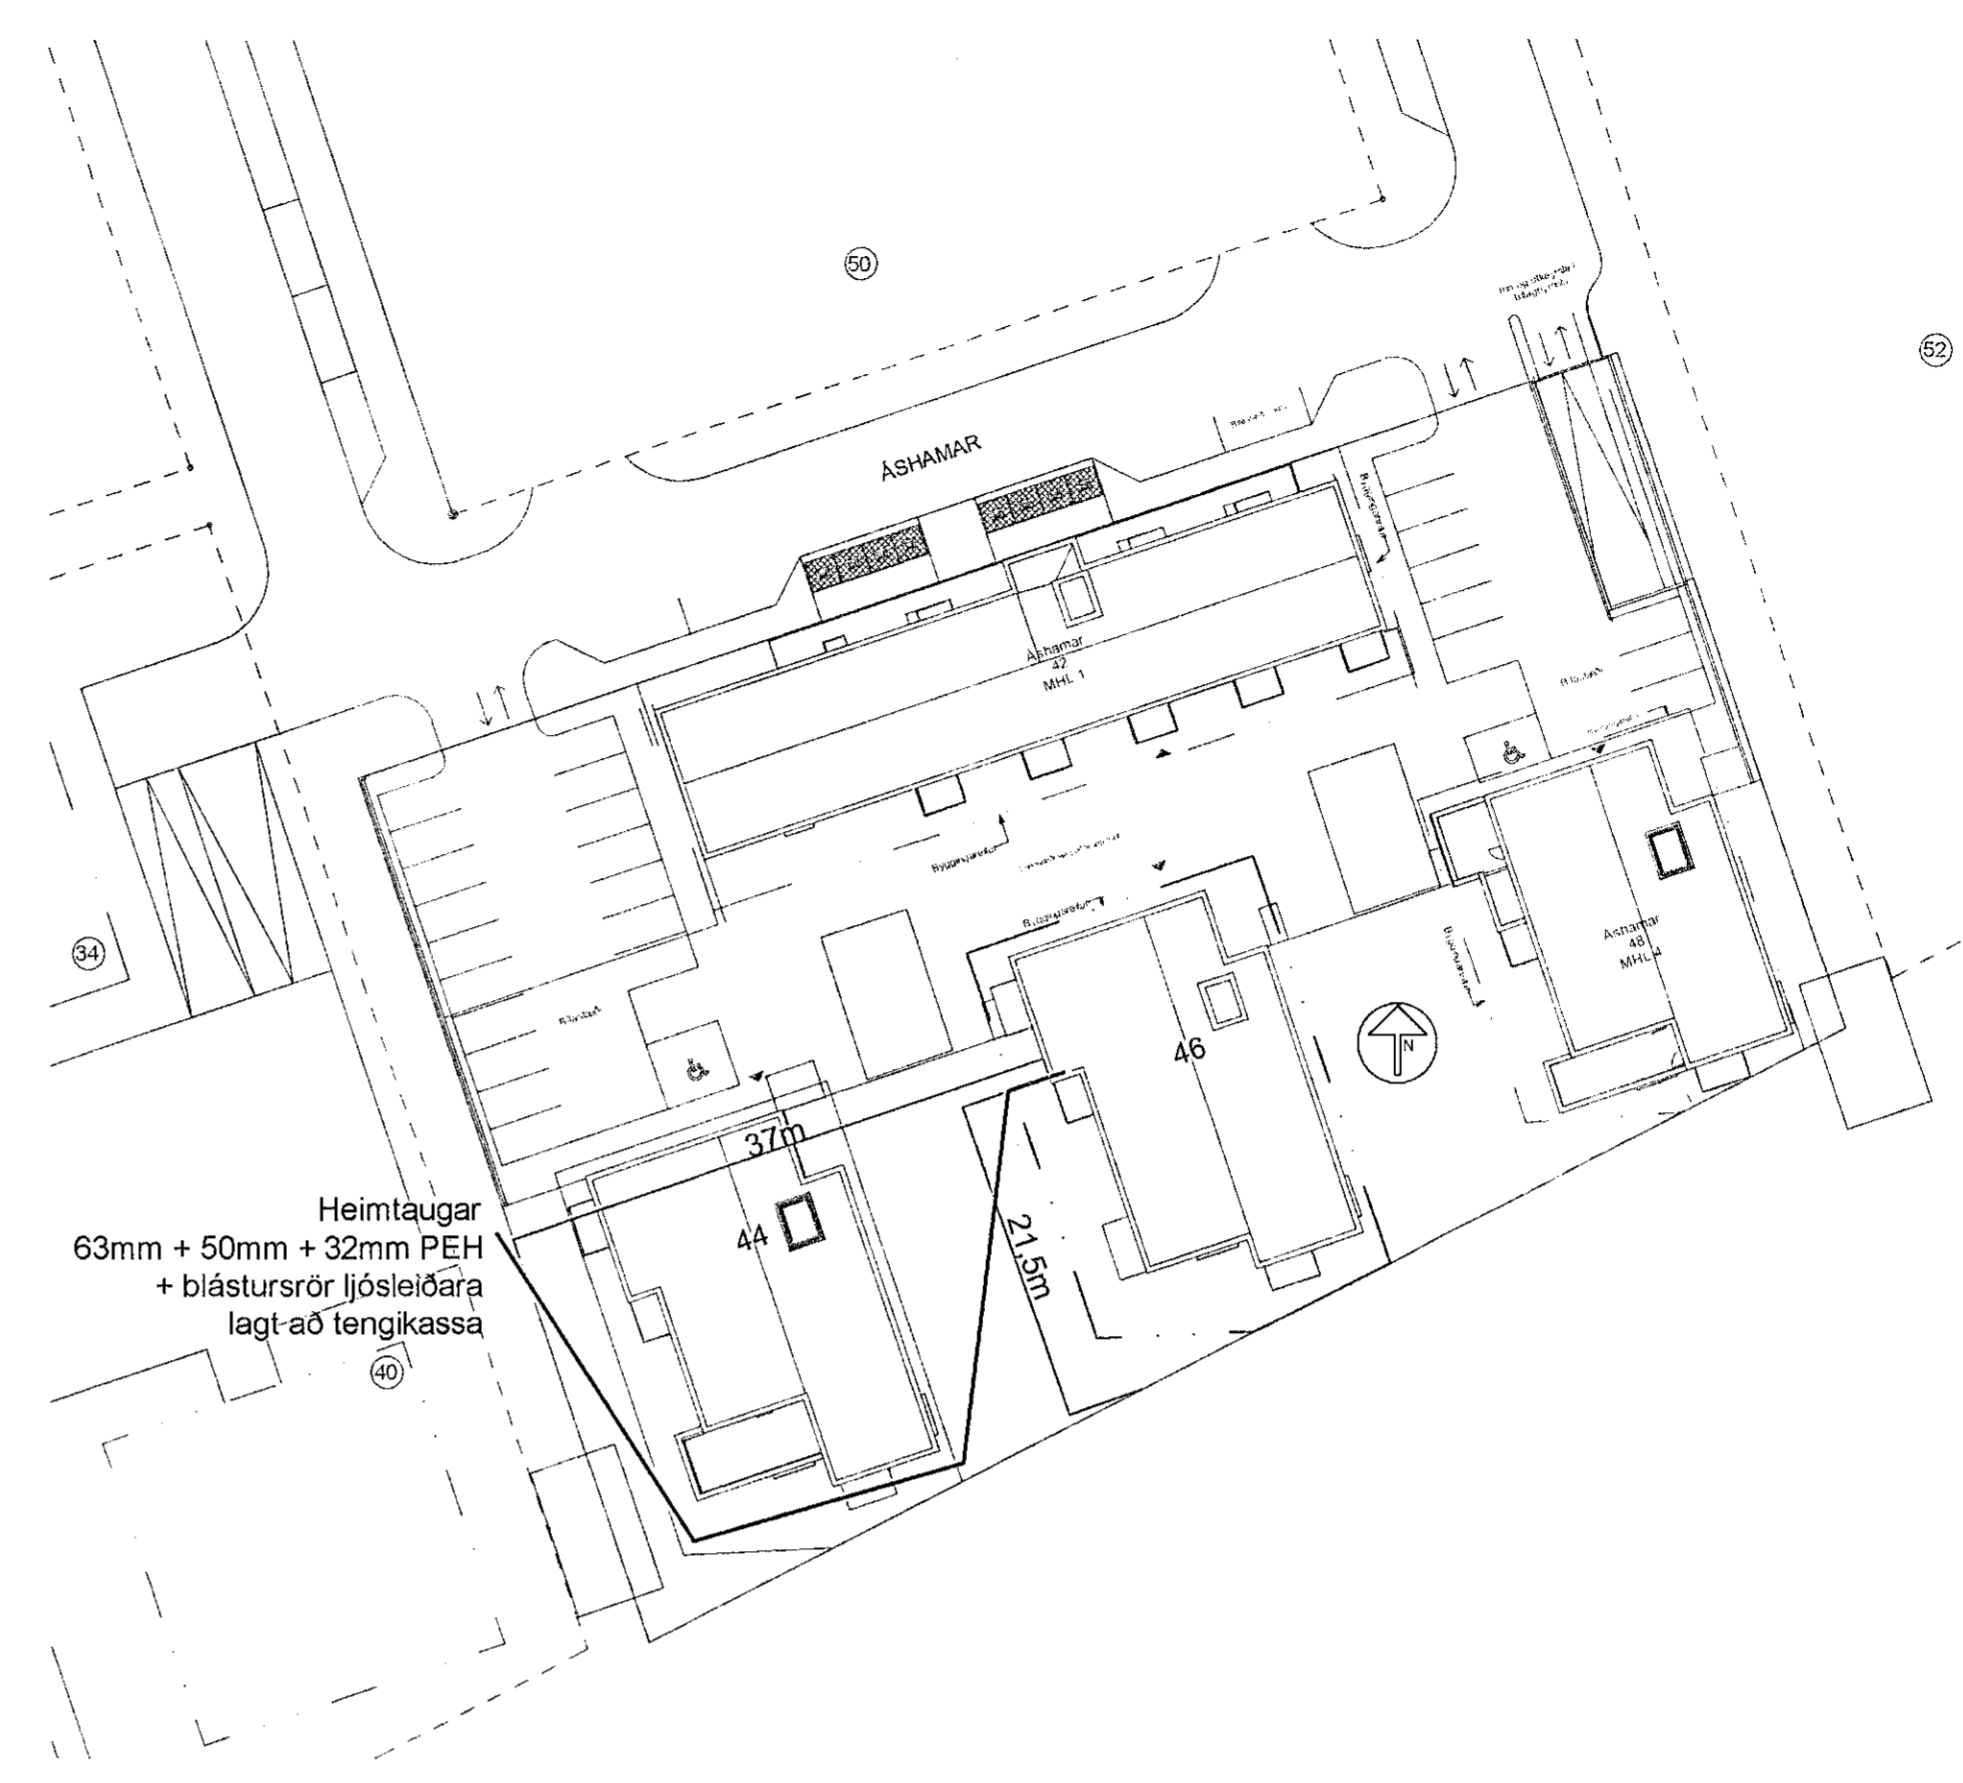 50
52
ÁSHAMAR
Áshamar
42
MHL 1
34
Áshamar
48
MHL 4
46
N
37m
Heimtaugar
63mm + 50mm + 32mm PEH
+ blástursrör ljósleiðara
lagt að tengikassa
44
21,5m
40